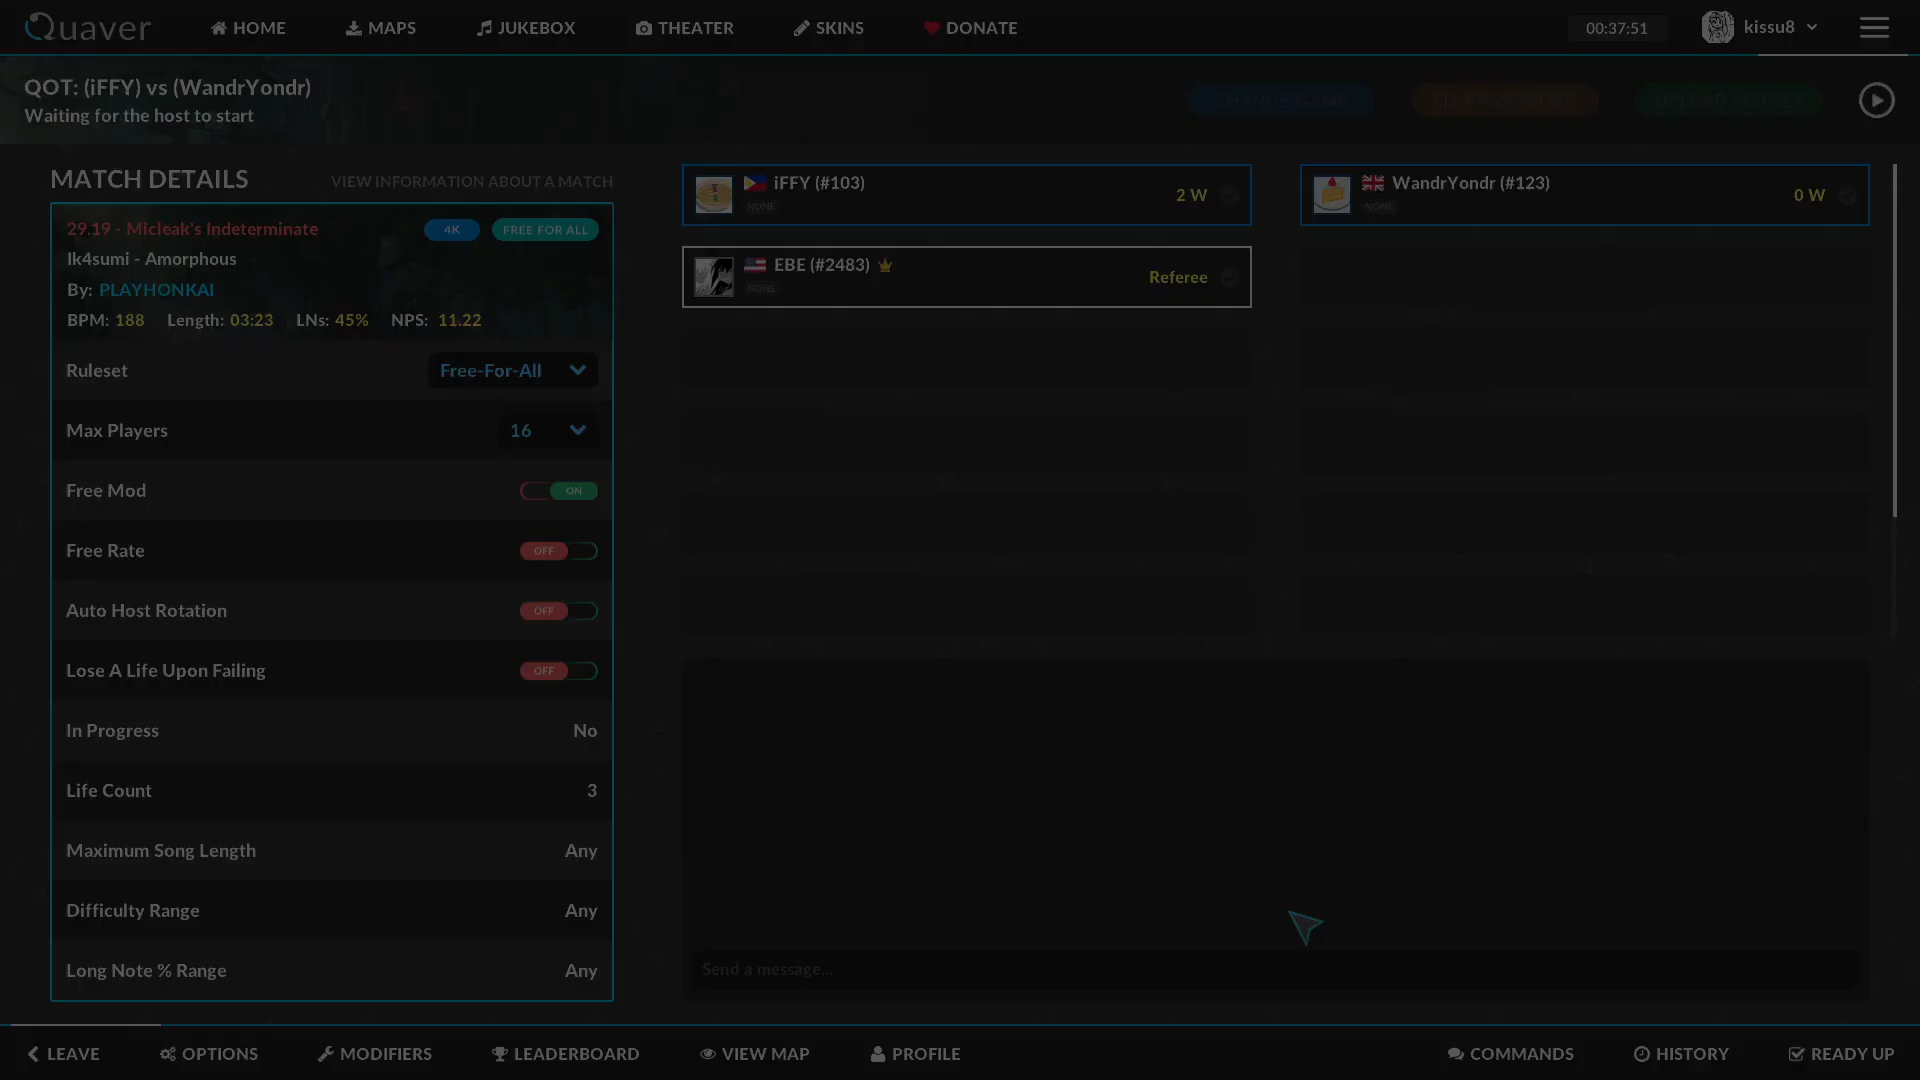 Quaver
HOME
MAPS
JUKEBOX
THEATER
SKINS
DONATE
00:37:51
kissu8
QOT: (iFFY) vs (WandrYondr)
Waiting for the host to start
CHANGE NAME
MATCH DETAILS
VIEW INFORMATION ABOUT A MATCH
29.19 - Micleak's Indeterminate
4K
FREE FOR ALL
Ik4sumi - Amorphous
By: PLAYHONKAI
BPM: 188 Length: 03:23 LNs: 45% NPS: 11.22
Ruleset
Free-For-All
Max Players
16
Free Mod
ON
Free Rate
OFF
Auto Host Rotation
OFF
Lose A Life Upon Failing
OFF
In Progress
No
Life Count
3
Maximum Song Length
Any
Difficulty Range
Any
Long Note % Range
Any
iFFY (#103)
NONE
2 W
WandrYondr (#123)
NONE
0 W
EBE (#2483)
NONE
Referee
Send a message...
LEAVE
OPTIONS
MODIFIERS
LEADERBOARD
VIEW MAP
PROFILE
COMMANDS
HISTORY
READY UP